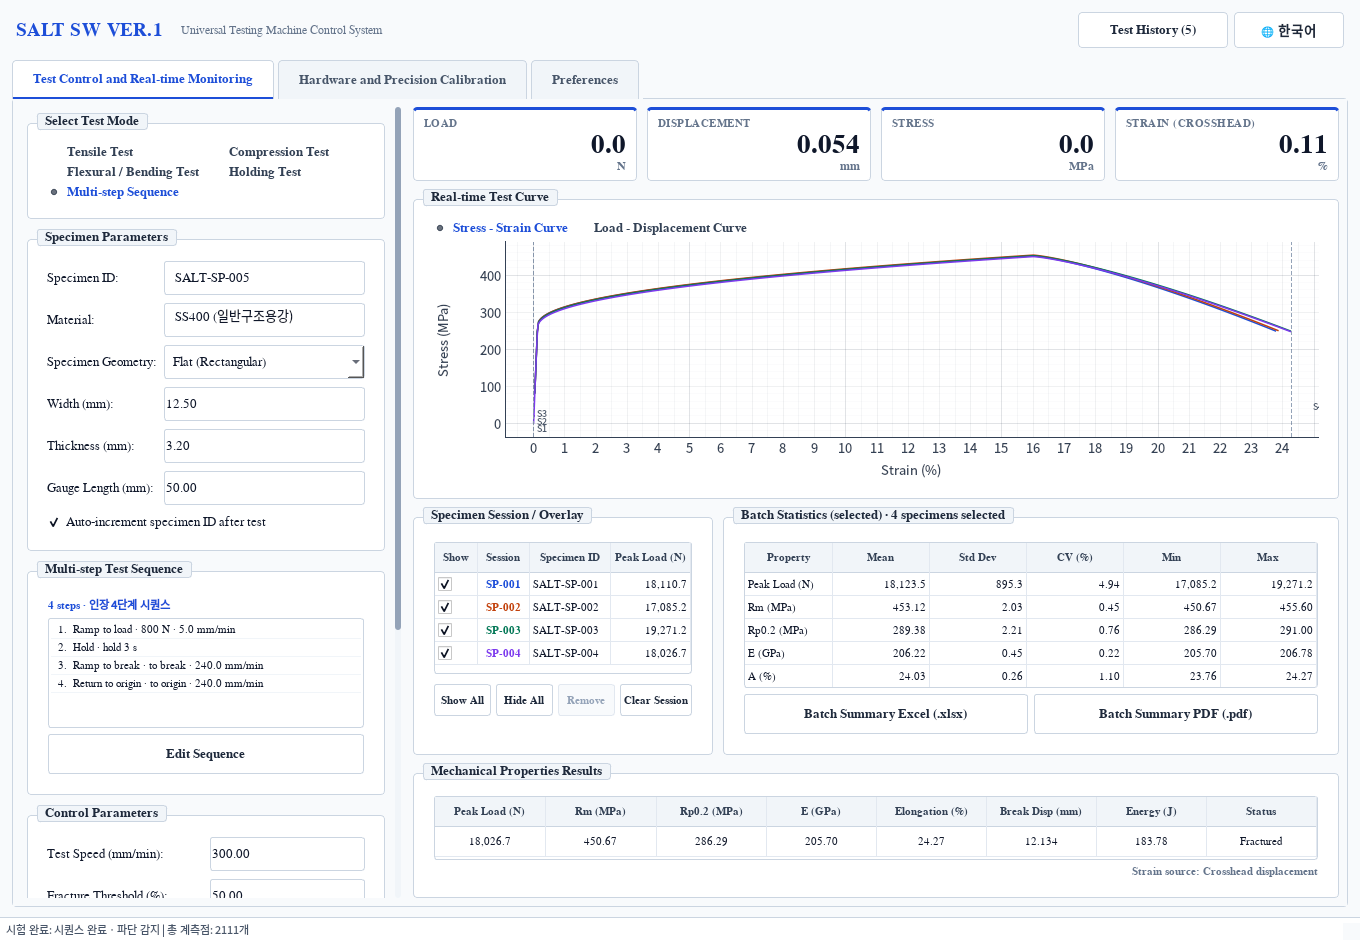 SALT SW VER.1 Universal Testing Machine Control System Test History (5) 한국어
Test Control and Real-time Monitoring Hardware and Precision Calibration Preferences
Select Test Mode
Tensile Test Compression Test
Flexural / Bending Test Holding Test
Multi-step Sequence
Specimen Parameters
Specimen ID: SALT-SP-005
Material: SS400 (일반구조용강)
Specimen Geometry: Flat (Rectangular)
Width (mm): 12.50
Thickness (mm): 3.20
Gauge Length (mm): 50.00
Auto-increment specimen ID after test
Multi-step Test Sequence
4 steps · 인장 4단계 시퀀스
1. Ramp to load · 800 N · 5.0 mm/min
2. Hold · hold 3 s
3. Ramp to break · to break · 240.0 mm/min
4. Return to origin · to origin · 240.0 mm/min
Edit Sequence
Control Parameters
Test Speed (mm/min): 300.00
Fracture Threshold (%): 50.00
LOAD DISPLACEMENT STRESS STRAIN (CROSSHEAD)
0.0 0.054 0.0 0.11
N mm MPa %
Real-time Test Curve
Stress - Strain Curve Load - Displacement Curve
Stress (MPa)
400
300
200
100
0
S3
S2
S1
S
0 1 2 3 4 5 6 7 8 9 10 11 12 13 14 15 16 17 18 19 20 21 22 23 24
Strain (%)
Specimen Session / Overlay
Show Session Specimen ID Peak Load (N)
SP-001 SALT-SP-001 18,110.7
SP-002 SALT-SP-002 17,085.2
SP-003 SALT-SP-003 19,271.2
SP-004 SALT-SP-004 18,026.7
Show All Hide All Remove Clear Session
Batch Statistics (selected) · 4 specimens selected
Property Mean Std Dev CV (%) Min Max
Peak Load (N) 18,123.5 895.3 4.94 17,085.2 19,271.2
Rm (MPa) 453.12 2.03 0.45 450.67 455.60
Rp0.2 (MPa) 289.38 2.21 0.76 286.29 291.00
E (GPa) 206.22 0.45 0.22 205.70 206.78
A (%) 24.03 0.26 1.10 23.76 24.27
Batch Summary Excel (.xlsx) Batch Summary PDF (.pdf)
Mechanical Properties Results
Peak Load (N) Rm (MPa) Rp0.2 (MPa) E (GPa) Elongation (%) Break Disp (mm) Energy (J) Status
18,026.7 450.67 286.29 205.70 24.27 12.134 183.78 Fractured
Strain source: Crosshead displacement
시험 완료: 시퀀스 완료 · 파단 감지 | 총 계측점: 2111개